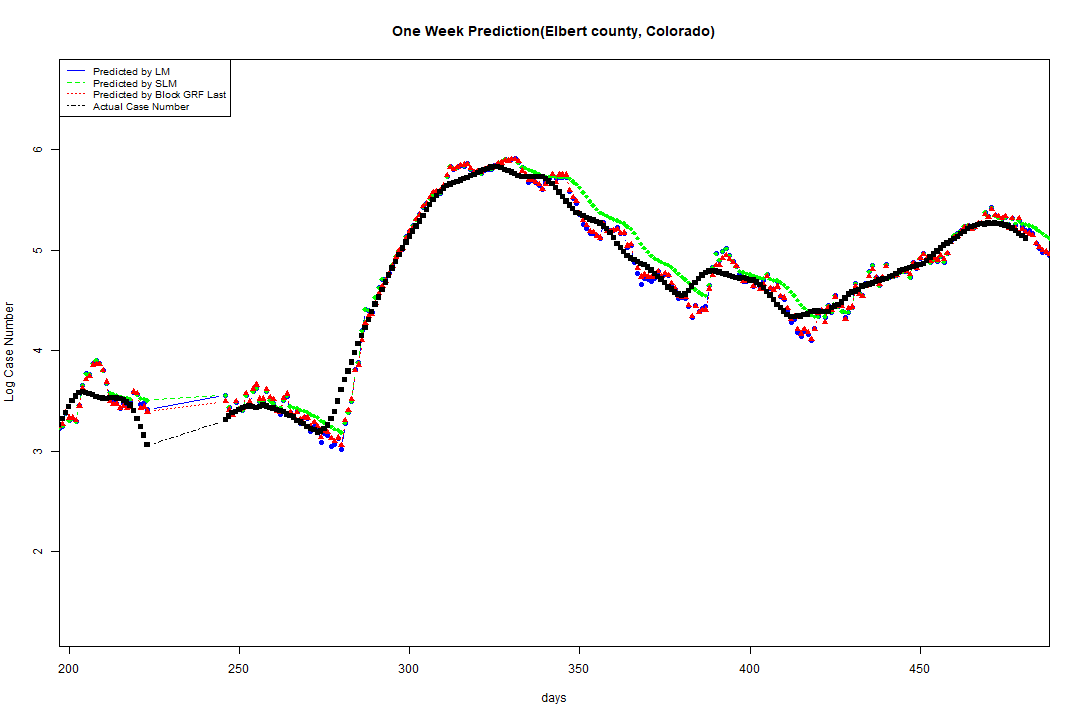 One Week Prediction(Elbert county, Colorado)
Predicted by LM
Predicted by SLM
Predicted by Block GRF Last
Actual Case Number
Log Case Number
6
5
4
3
2
200 250 300 350 400 450
days